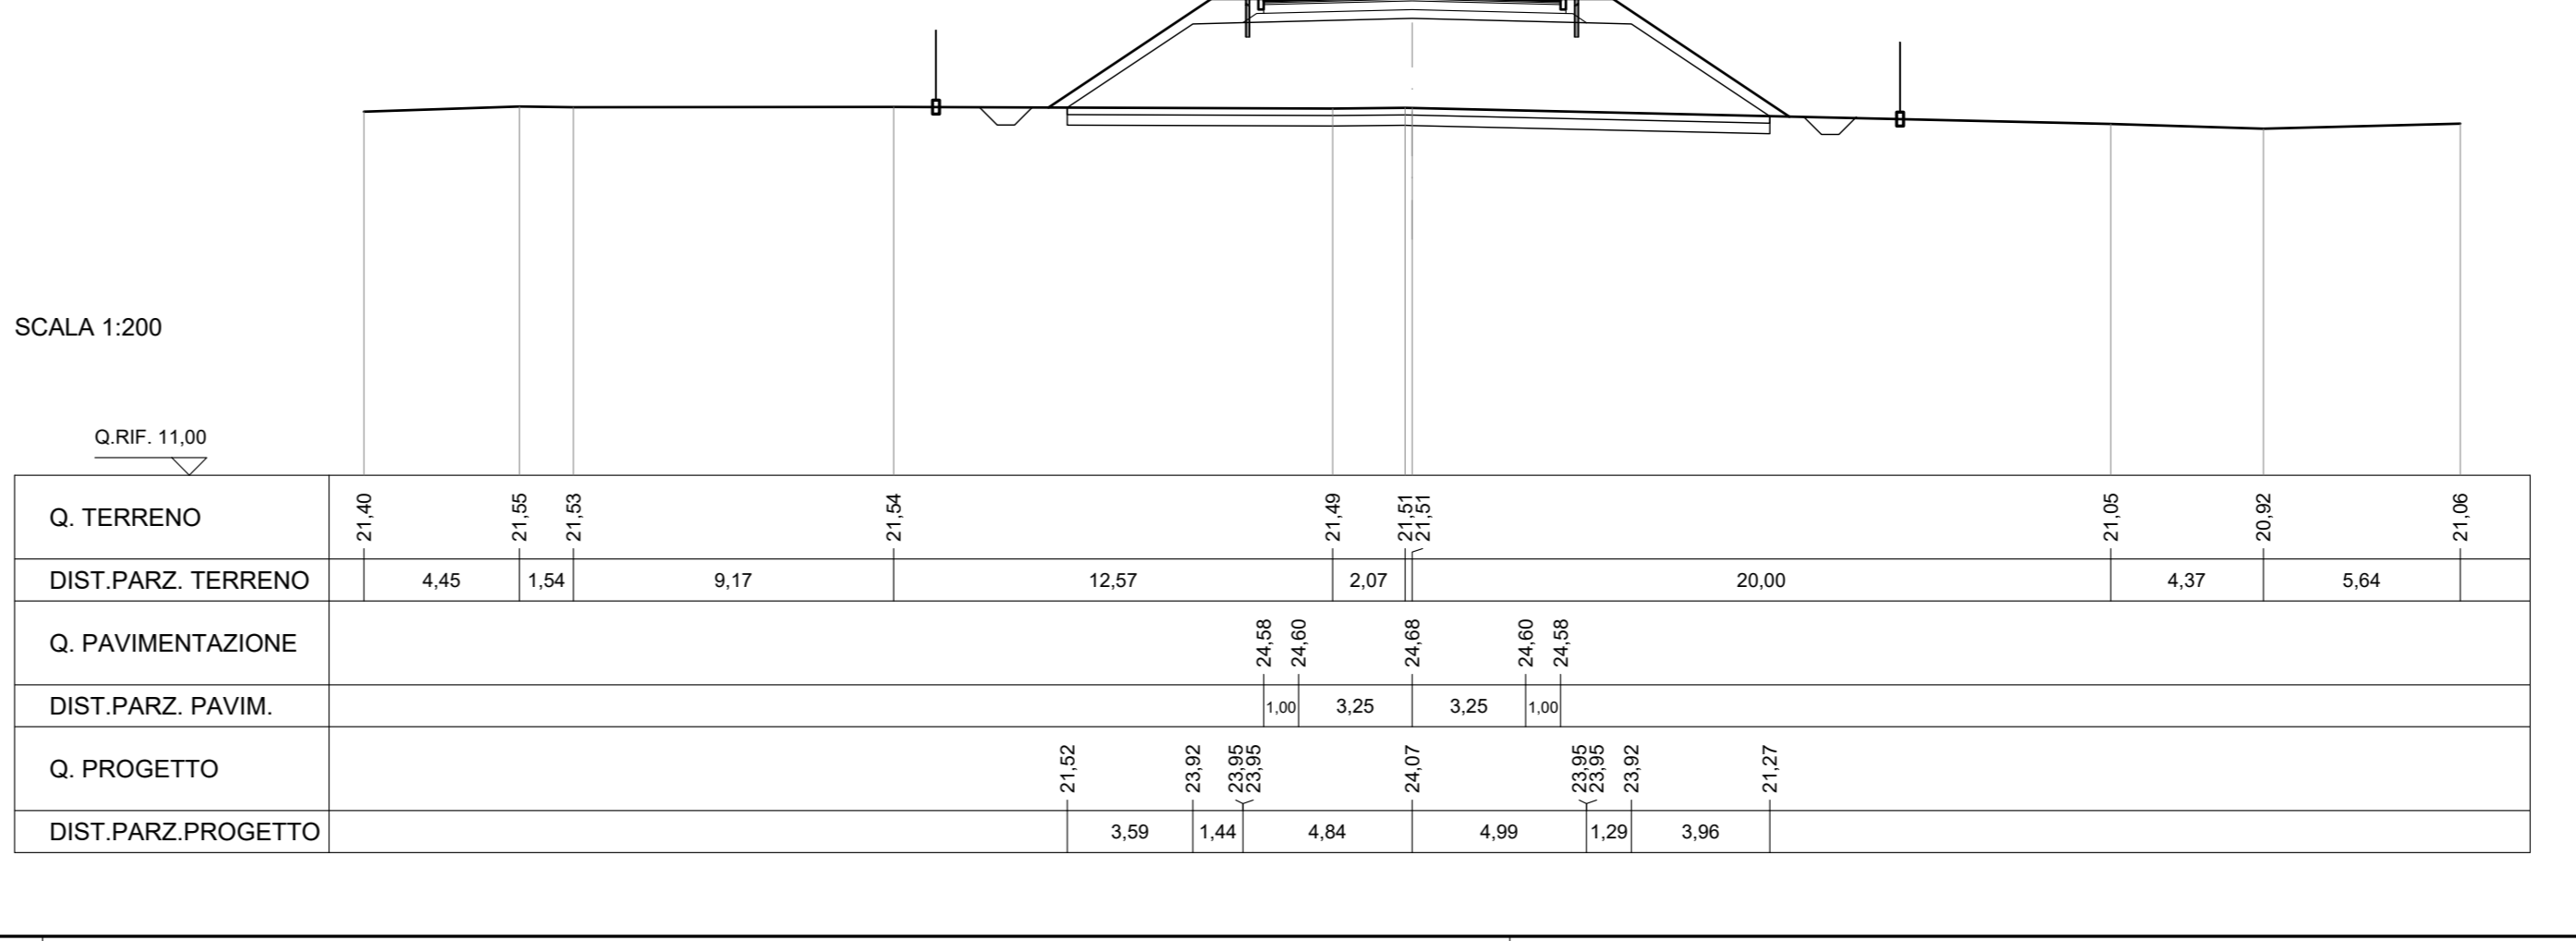 SCALA 1:200
Q.RIF. 11,00
Q. TERRENO 21,40 21,55 21,53 21,54 21,49 21,51 21,51 21,05 20,92 21,06
DIST.PARZ. TERRENO 4,45 1,54 9,17 12,57 2,07 20,00 4,37 5,64
Q. PAVIMENTAZIONE 24,58 24,60 24,68 24,60 24,58
DIST.PARZ. PAVIM. 1,00 3,25 3,25 1,00
Q. PROGETTO 21,52 23,92 23,95 23,95 24,07 23,95 23,95 23,92 21,27
DIST.PARZ.PROGETTO 3,59 1,44 4,84 4,99 1,29 3,96